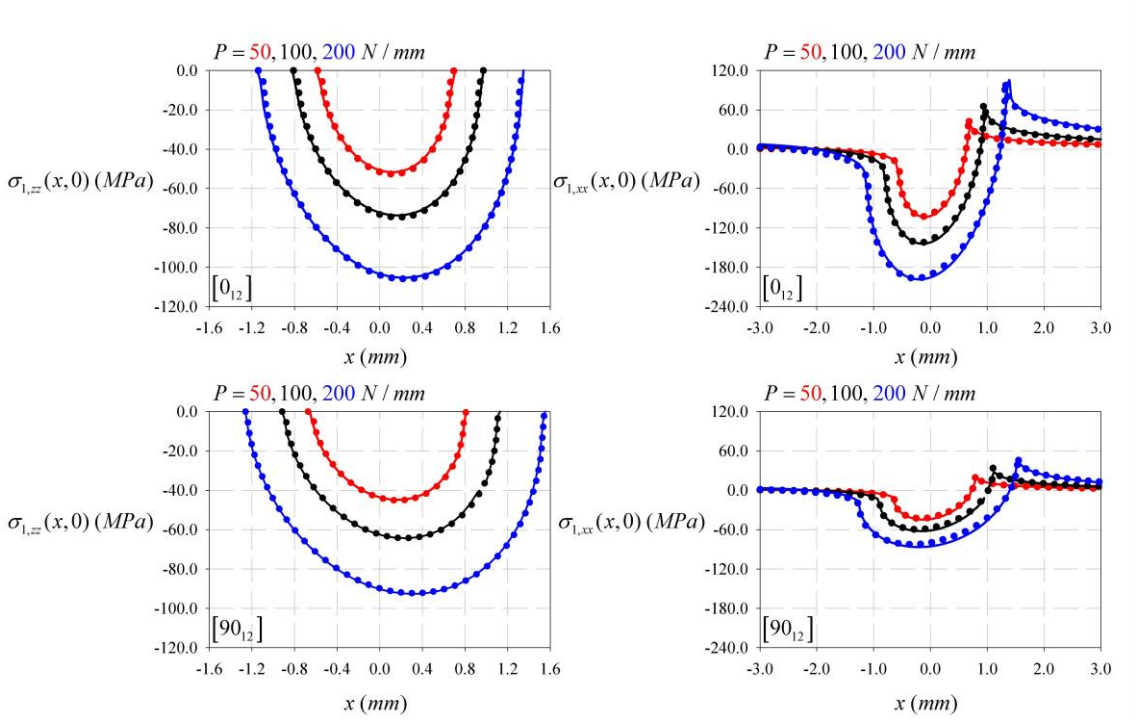 P = 50, 100, 200 N / mm
0.0
-20.0
-40.0
-60.0
-80.0
-100.0
-120.0
σ1,zz(x,0) (MPa)
[0₁₂]
-1.6 -1.2 -0.8 -0.4 0.0 0.4 0.8 1.2 1.6
x (mm)
P = 50, 100, 200 N / mm
120.0
60.0
0.0
-60.0
-120.0
-180.0
-240.0
σ1,xx(x,0) (MPa)
[0₁₂]
-3.0 -2.0 -1.0 0.0 1.0 2.0 3.0
x (mm)
P = 50, 100, 200 N / mm
0.0
-20.0
-40.0
-60.0
-80.0
-100.0
-120.0
σ1,zz(x,0) (MPa)
[90₁₂]
-1.6 -1.2 -0.8 -0.4 0.0 0.4 0.8 1.2 1.6
x (mm)
P = 50, 100, 200 N / mm
120.0
60.0
0.0
-60.0
-120.0
-180.0
-240.0
σ1,xx(x,0) (MPa)
[90₁₂]
-3.0 -2.0 -1.0 0.0 1.0 2.0 3.0
x (mm)